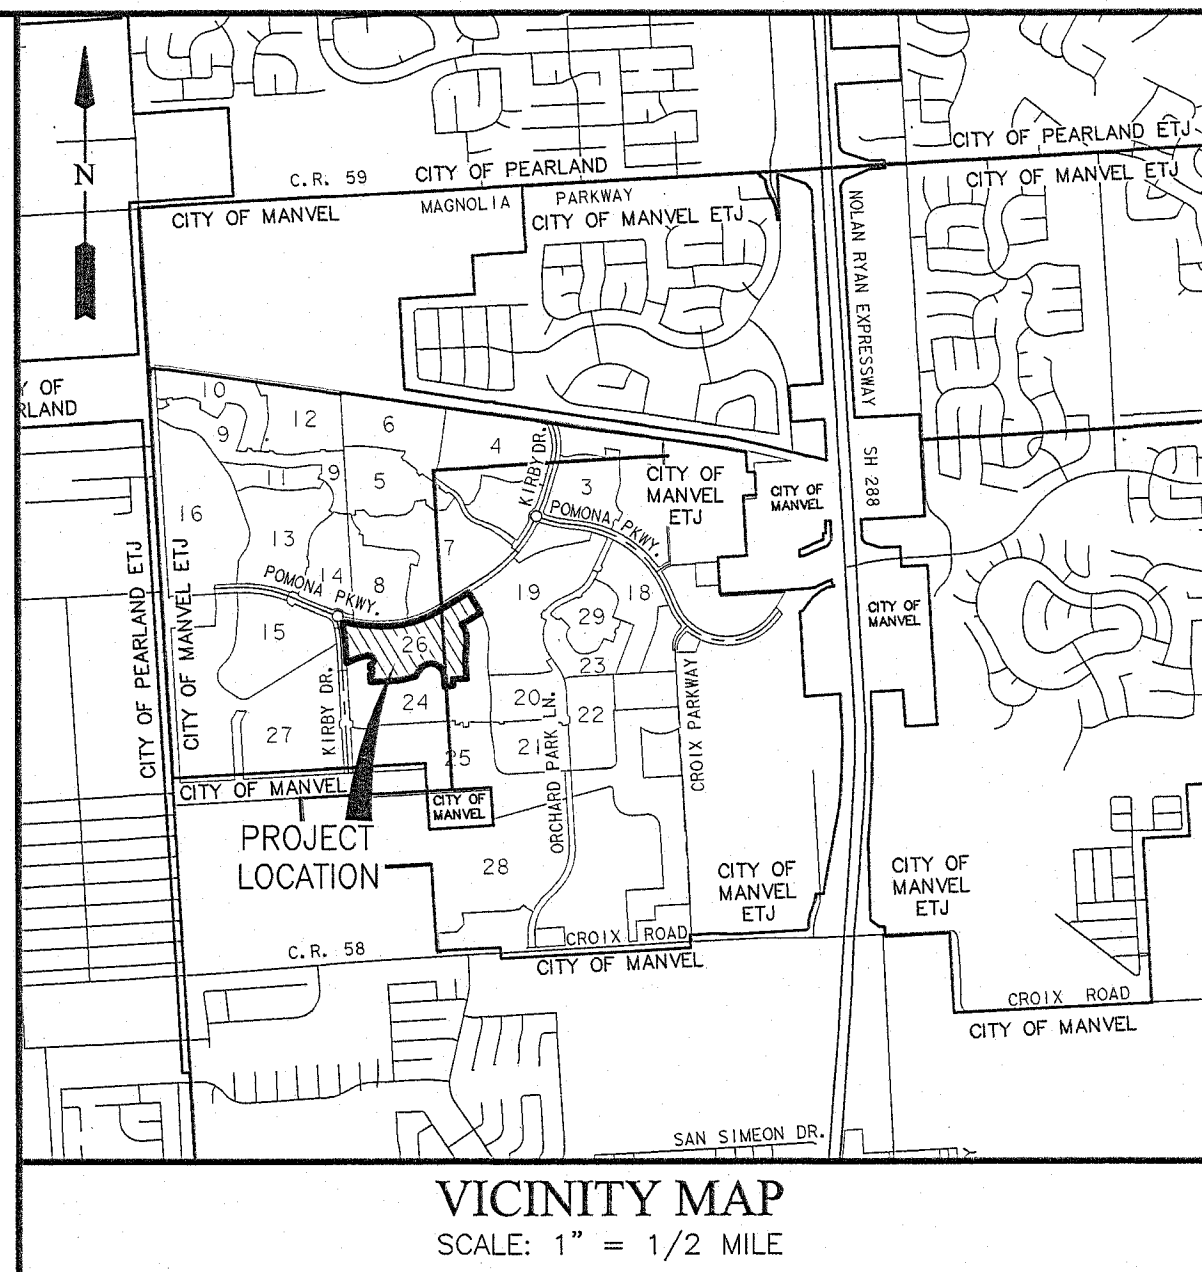 CITY OF PEARLAND ETJ
CITY OF MANVEL ETJ
N
C.R. 59
CITY OF PEARLAND
CITY OF MANVEL
MAGNOLIA
PARKWAY
CITY OF MANVEL ETJ
NOLAN RYAN EXPRESSWAY
Y OF
RLAND
10
12
6
4
9
KIRBY DR.
3
CITY OF
MANVEL
ETJ
CITY OF
MANVEL
SH 288
11
9
5
16
POMONA PKWY.
13
7
14
8
POMONA PKWY.
19
18
29
CITY OF
MANVEL
15
26
23
CITY OF PEARLAND ETJ
CITY OF MANVEL ETJ
KIRBY DR.
24
20
22
27
25
21
ORCHARD PARK LN.
CROIX PARKWAY
CITY OF MANVEL
CITY OF
MANVEL
PROJECT
LOCATION
28
CITY OF
MANVEL
ETJ
CITY OF
MANVEL
ETJ
C.R. 58
CROIX ROAD
CITY OF MANVEL
CROIX ROAD
CITY OF MANVEL
SAN SIMEON DR.
VICINITY MAP
SCALE: 1" = 1/2 MILE